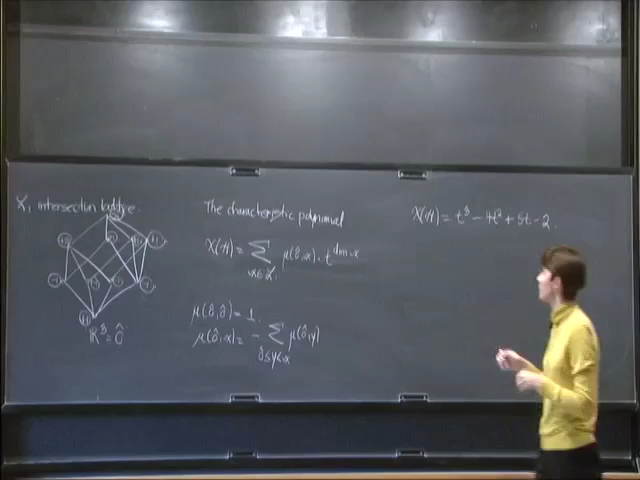 X, intersection lattice.
ℝ³ = 0̂
The characteristic polynomial
χ(A) = ∑ μ(0̂,x) · t^{dim x}
x∈L
μ(0̂,0̂) = 1.
μ(0̂,x) = − ∑ μ(0̂,y)
0̂≤y<x
χ(A) = t³ − 4t² + 5t − 2.